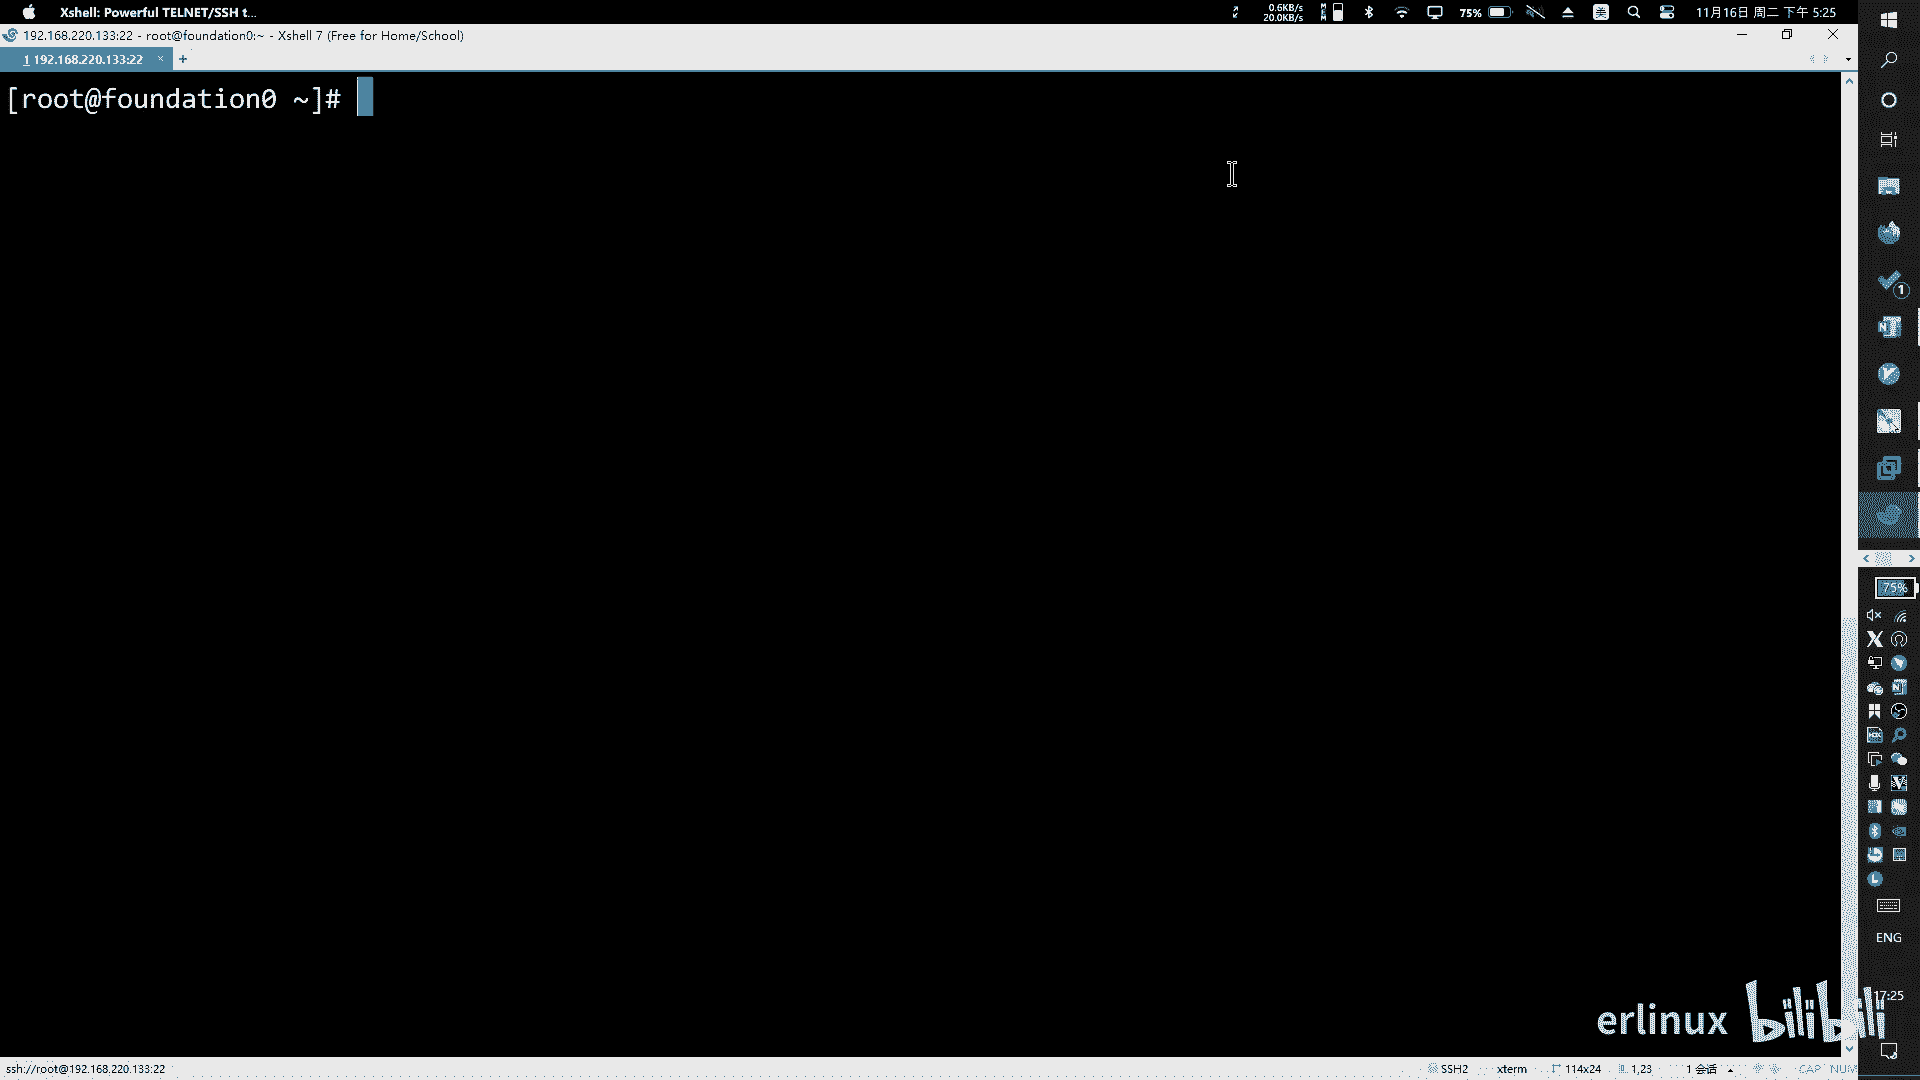 Xshell: Powerful TELNET/SSH t...
0.6KB/s
20.0KB/s
75%
美
11月16日 周二 下午 5:25
192.168.220.133:22 - root@foundation0:~ - Xshell 7 (Free for Home/School)
1 192.168.220.133:22 × +
[root@foundation0 ~]#
1
75%
ENG
17:25
erlinux bilibili
ssh://root@192.168.220.133:22
SSH2
xterm
114x24
1,23
1 会话
CAP NUM